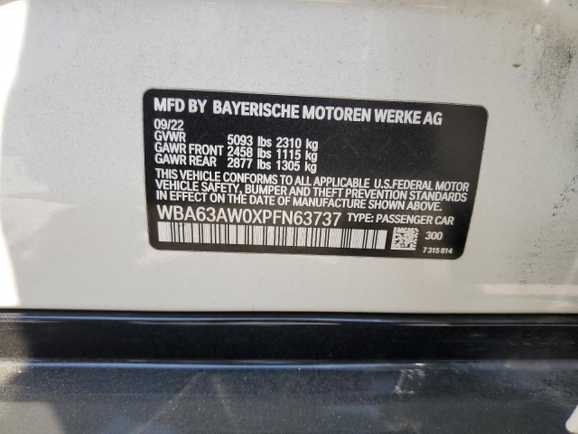 MFD BY BAYERISCHE MOTOREN WERKE AG
09/22
GVWR 5093 lbs 2310 kg
GAWR FRONT 2458 lbs 1115 kg
GAWR REAR 2877 lbs 1305 kg
THIS VEHICLE CONFORMS TO ALL APPLICABLE U.S.FEDERAL MOTOR
VEHICLE SAFETY, BUMPER AND THEFT PREVENTION STANDARDS
IN EFFECT ON THE DATE OF MANUFACTURE SHOWN ABOVE.
WBA63AW0XPFN63737 TYPE: PASSENGER CAR
300
7 315 814